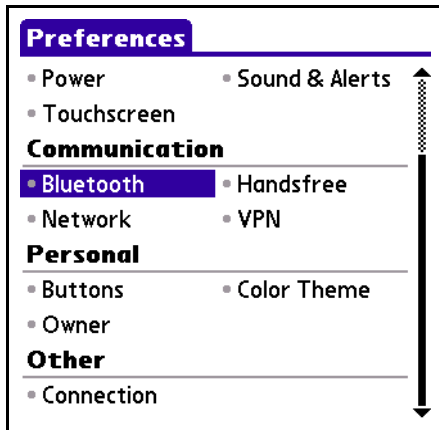 Preferences
Power Sound & Alerts
Touchscreen
Communication
Bluetooth Handsfree
Network VPN
Personal
Buttons Color Theme
Owner
Other
Connection